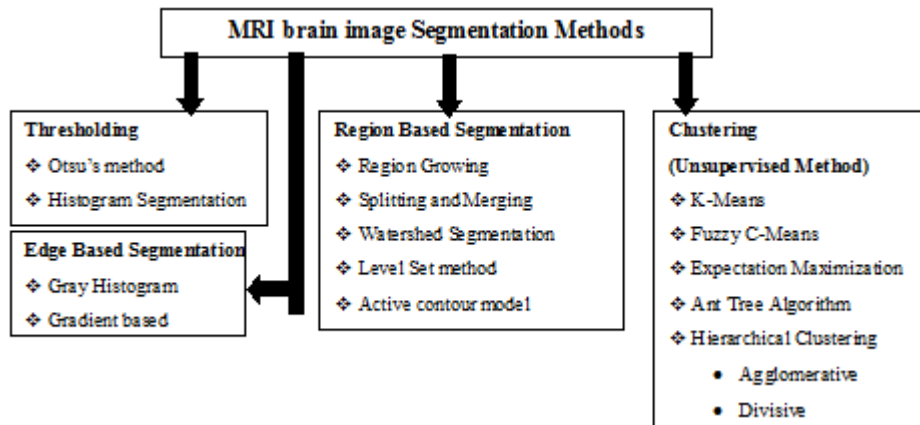 MRI brain image Segmentation Methods
Thresholding
❖ Otsu's method
❖ Histogram Segmentation
Edge Based Segmentation
❖ Gray Histogram
❖ Gradient based
Region Based Segmentation
❖ Region Growing
❖ Splitting and Merging
❖ Watershed Segmentation
❖ Level Set method
❖ Active contour model
Clustering
(Unsupervised Method)
❖ K-Means
❖ Fuzzy C-Means
❖ Expectation Maximization
❖ Ant Tree Algorithm
❖ Hierarchical Clustering
• Agglomerative
• Divisive